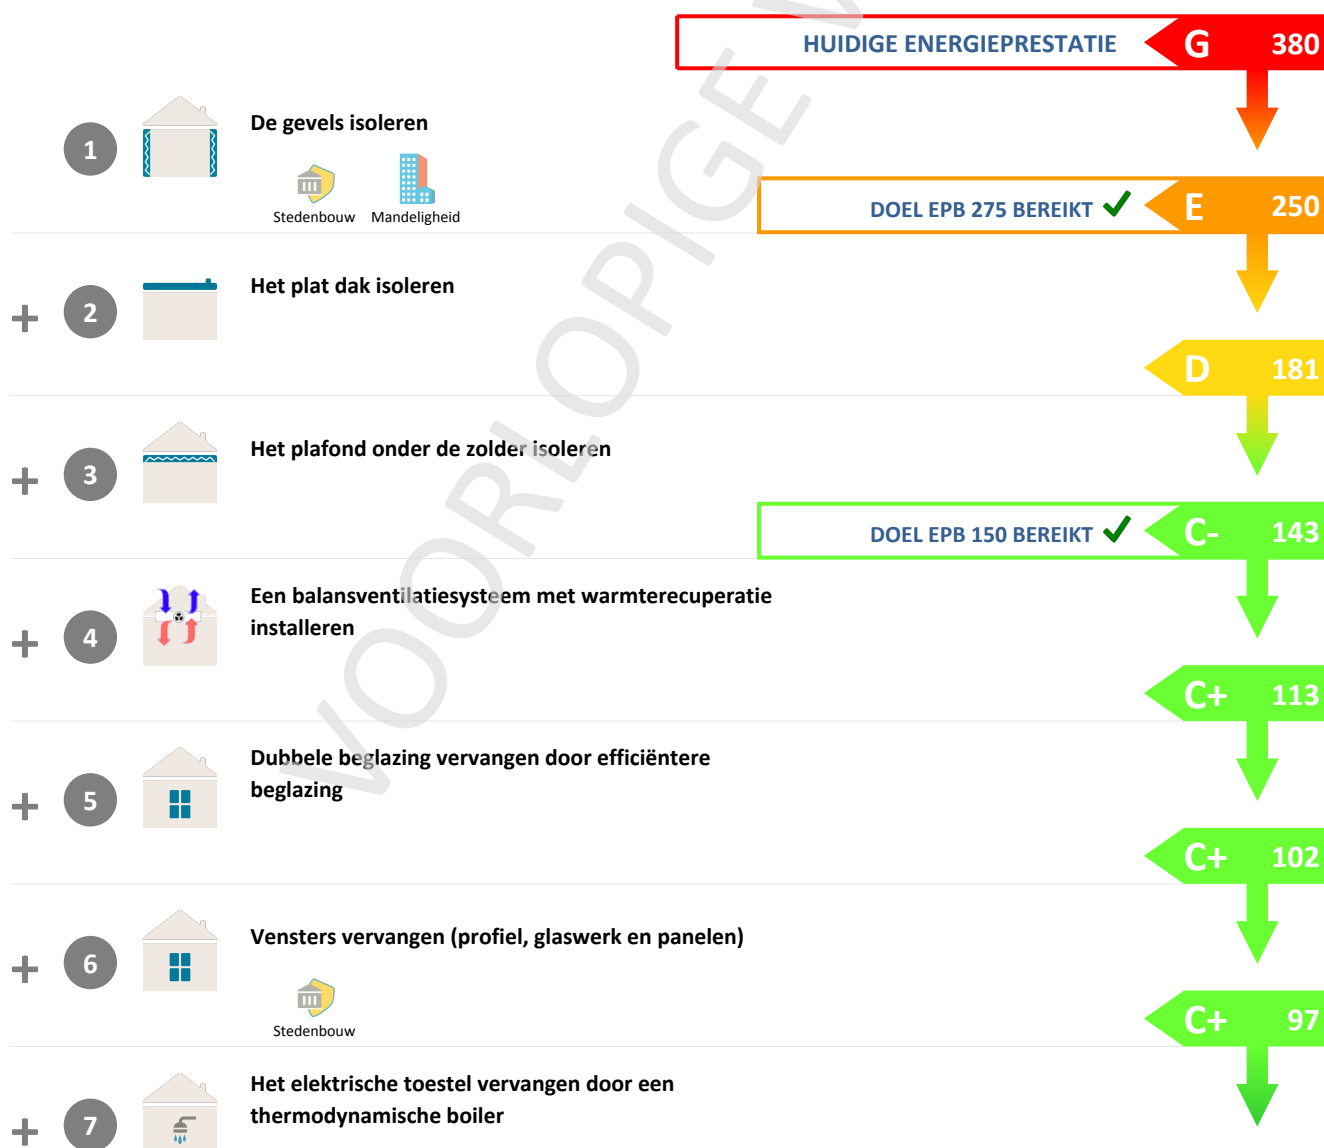 HUIDIGE ENERGIEPRESTATIE G 380
1 De gevels isoleren
Stedenbouw Mandeligheid
DOEL EPB 275 BEREIKT E 250
+ 2 Het plat dak isoleren
D 181
+ 3 Het plafond onder de zolder isoleren
DOEL EPB 150 BEREIKT C- 143
+ 4 Een balansventilatiesysteem met warmterecuperatie
installeren
C+ 113
+ 5 Dubbele beglazing vervangen door efficiëntere
beglazing
C+ 102
+ 6 Vensters vervangen (profiel, glaswerk en panelen)
Stedenbouw
C+ 97
+ 7 Het elektrische toestel vervangen door een
thermodynamische boiler
VOORLOPIGE